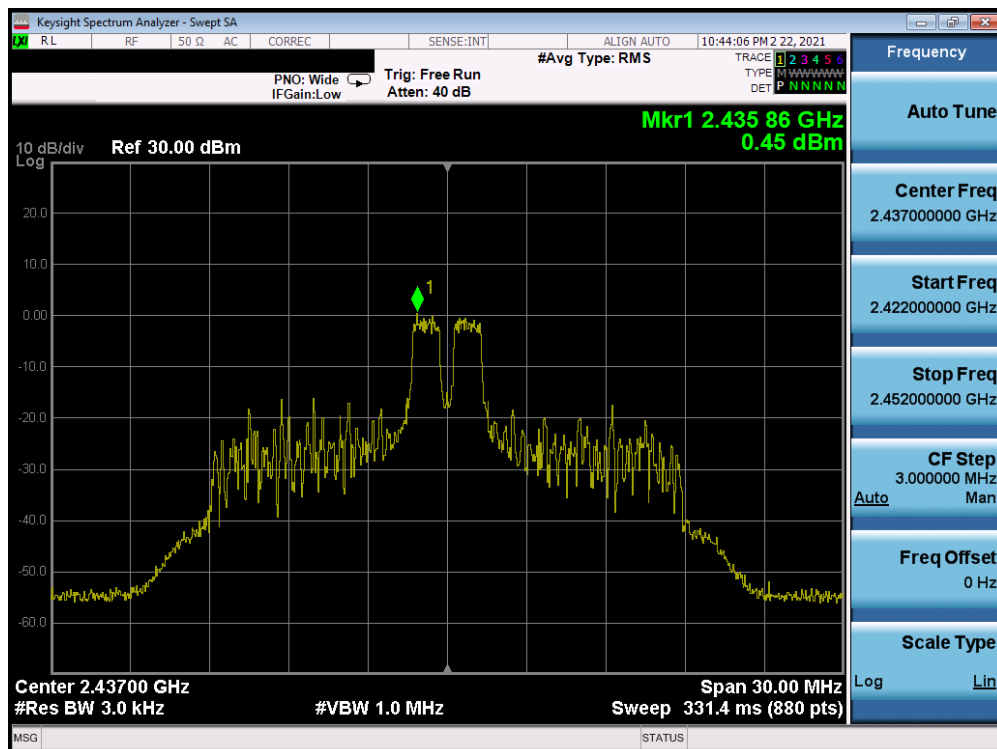 Keysight Spectrum Analyzer - Swept SA
LXI RL RF 50 Ω AC CORREC SENSE:INT ALIGN AUTO 10:44:06 PM 2 22, 2021
PNO: Wide
IFGain:Low
Trig: Free Run
Atten: 40 dB
#Avg Type: RMS
TRACE 1 2 3 4 5 6
TYPE M W W W W W
DET P N N N N N
Mkr1 2.435 86 GHz
0.45 dBm
10 dB/div
Log
Ref 30.00 dBm
20.0
10.0
0.00
-10.0
-20.0
-30.0
-40.0
-50.0
-60.0
1
Center 2.43700 GHz
Span 30.00 MHz
#Res BW 3.0 kHz
#VBW 1.0 MHz
Sweep 331.4 ms (880 pts)
MSG
STATUS
Frequency
Auto Tune
Center Freq
2.437000000 GHz
Start Freq
2.422000000 GHz
Stop Freq
2.452000000 GHz
CF Step
3.000000 MHz
Auto Man
Freq Offset
0 Hz
Scale Type
Log Lin